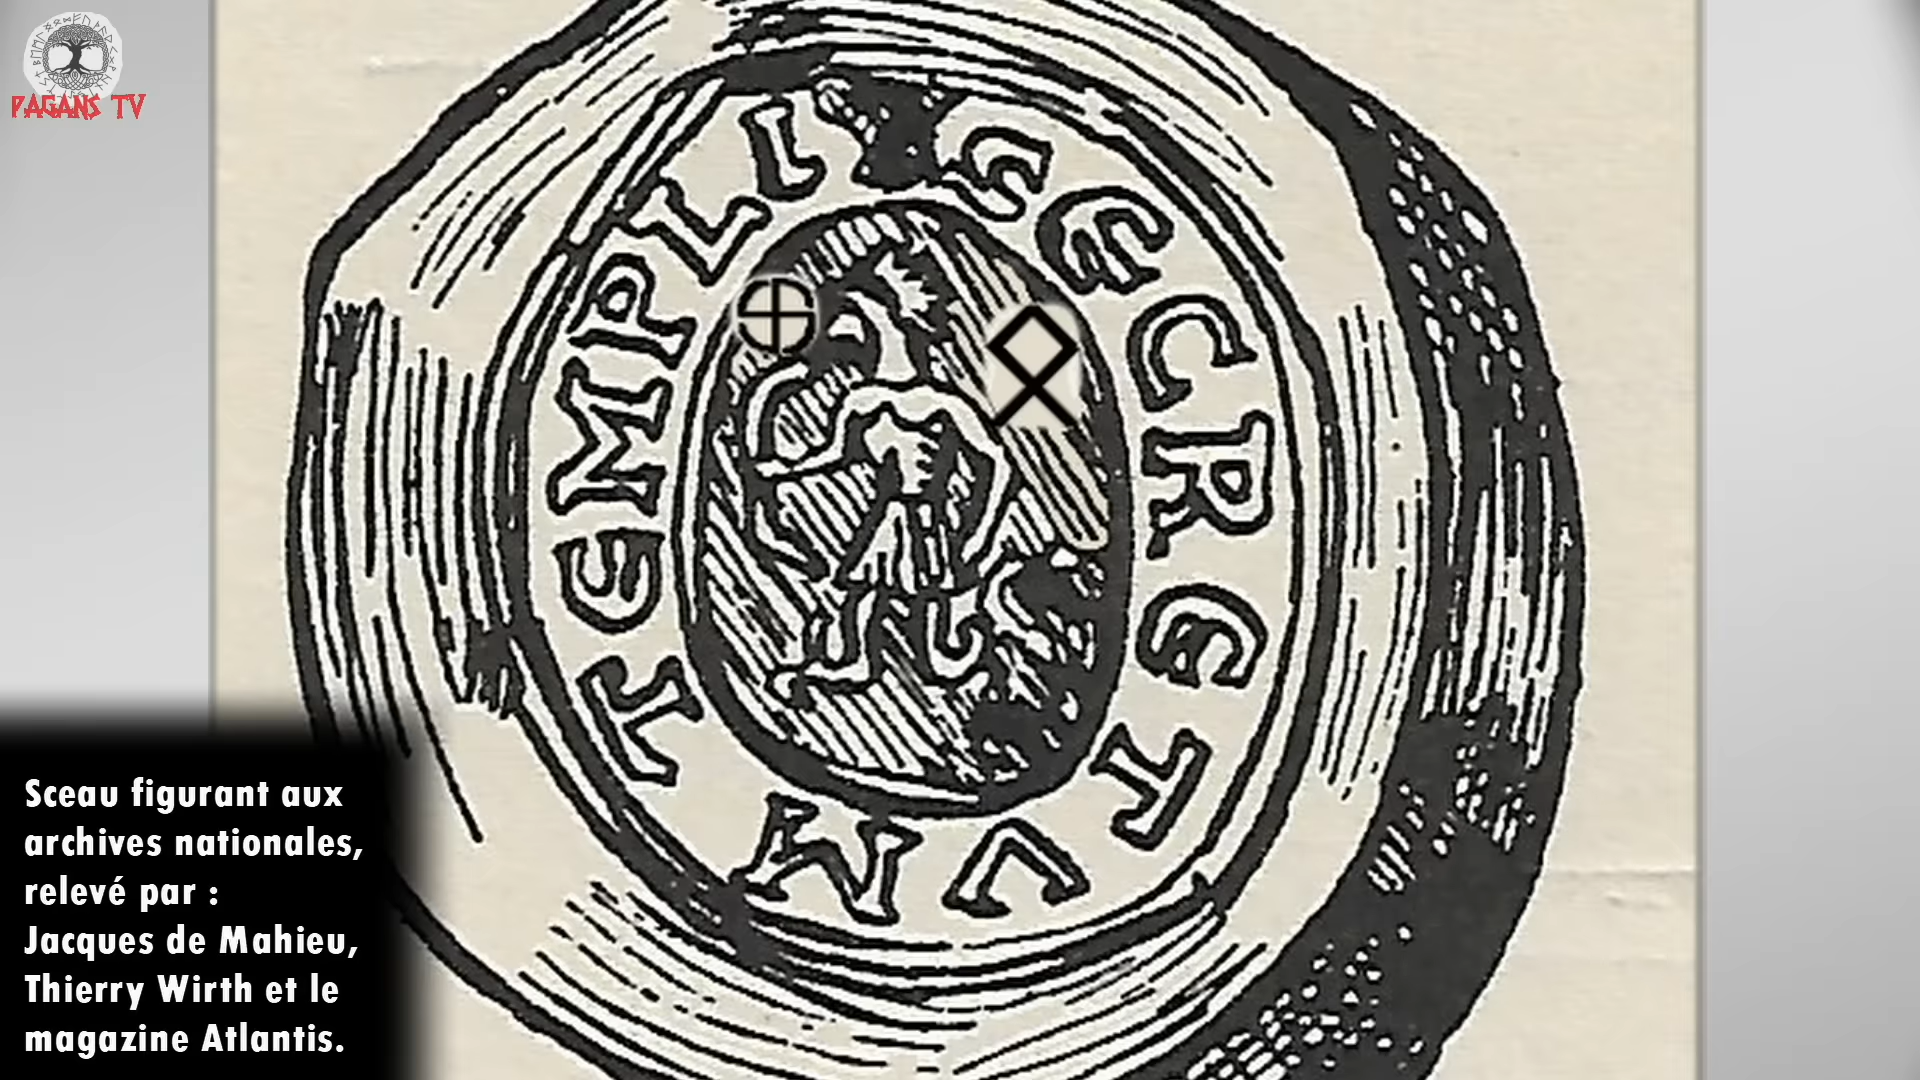 PAGANS TV
SECRETUM
TEMPLI
Sceau figurant aux
archives nationales,
relevé par :
Jacques de Mahieu,
Thierry Wirth et le
magazine Atlantis.